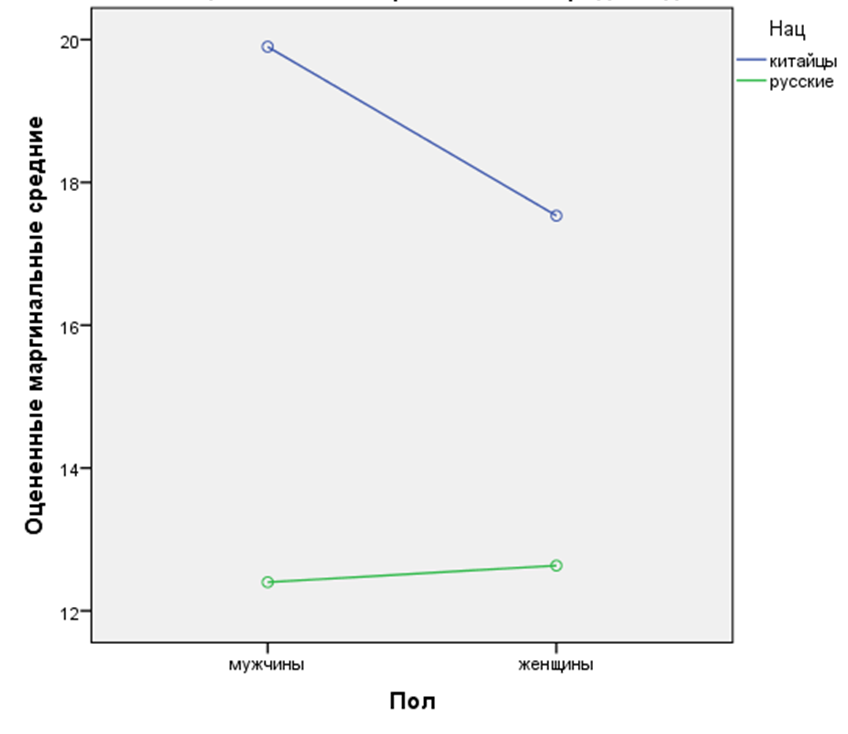 Нац
китайцы
русские
Оцененные маргинальные средние
20
18
16
14
12
мужчины женщины
Пол